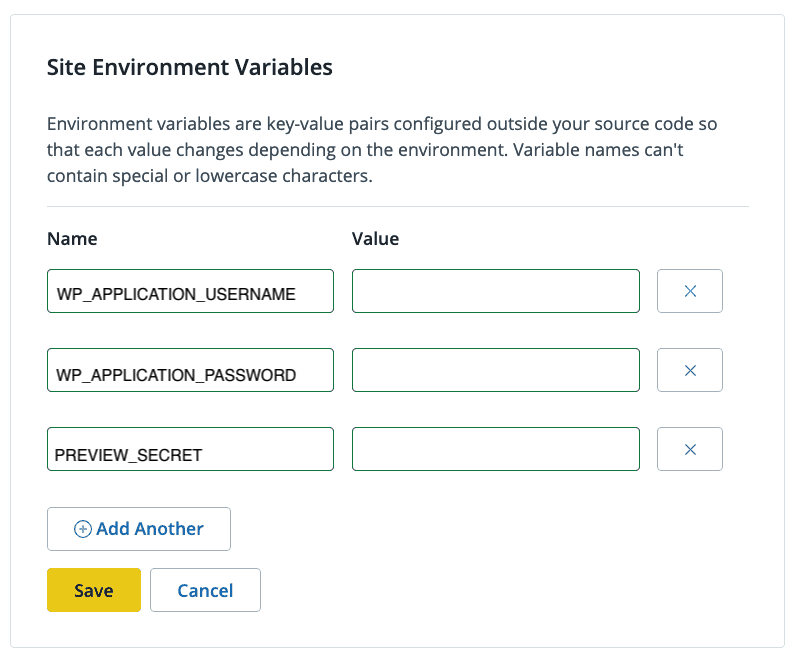 Site Environment Variables
Environment variables are key-value pairs configured outside your source code so
that each value changes depending on the environment. Variable names can't
contain special or lowercase characters.
Name Value
WP_APPLICATION_USERNAME
WP_APPLICATION_PASSWORD
PREVIEW_SECRET
Add Another
Save Cancel